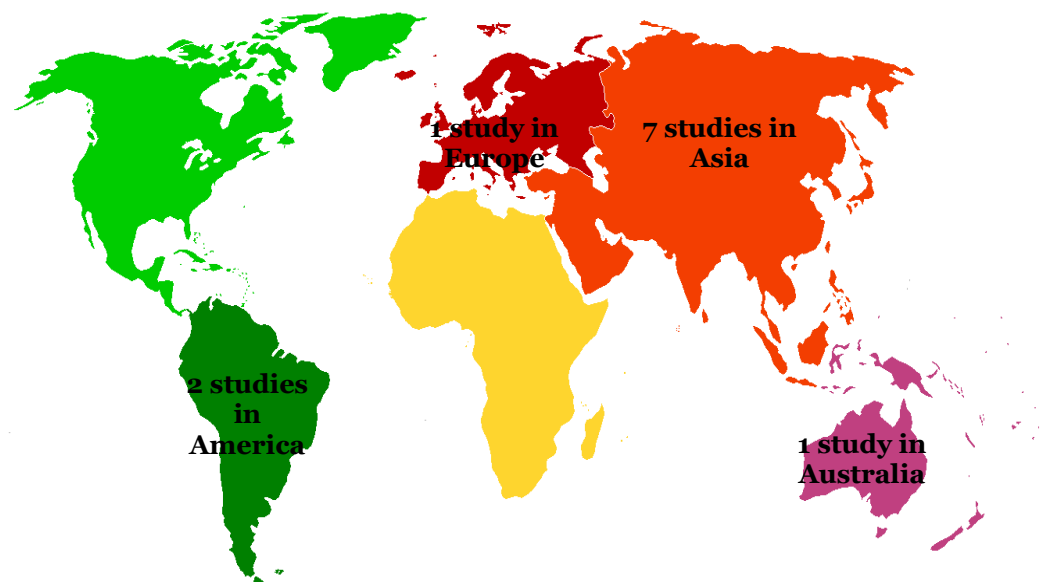 1 study in
Europe
7 studies in
Asia
2 studies
in
America
1 study in
Australia